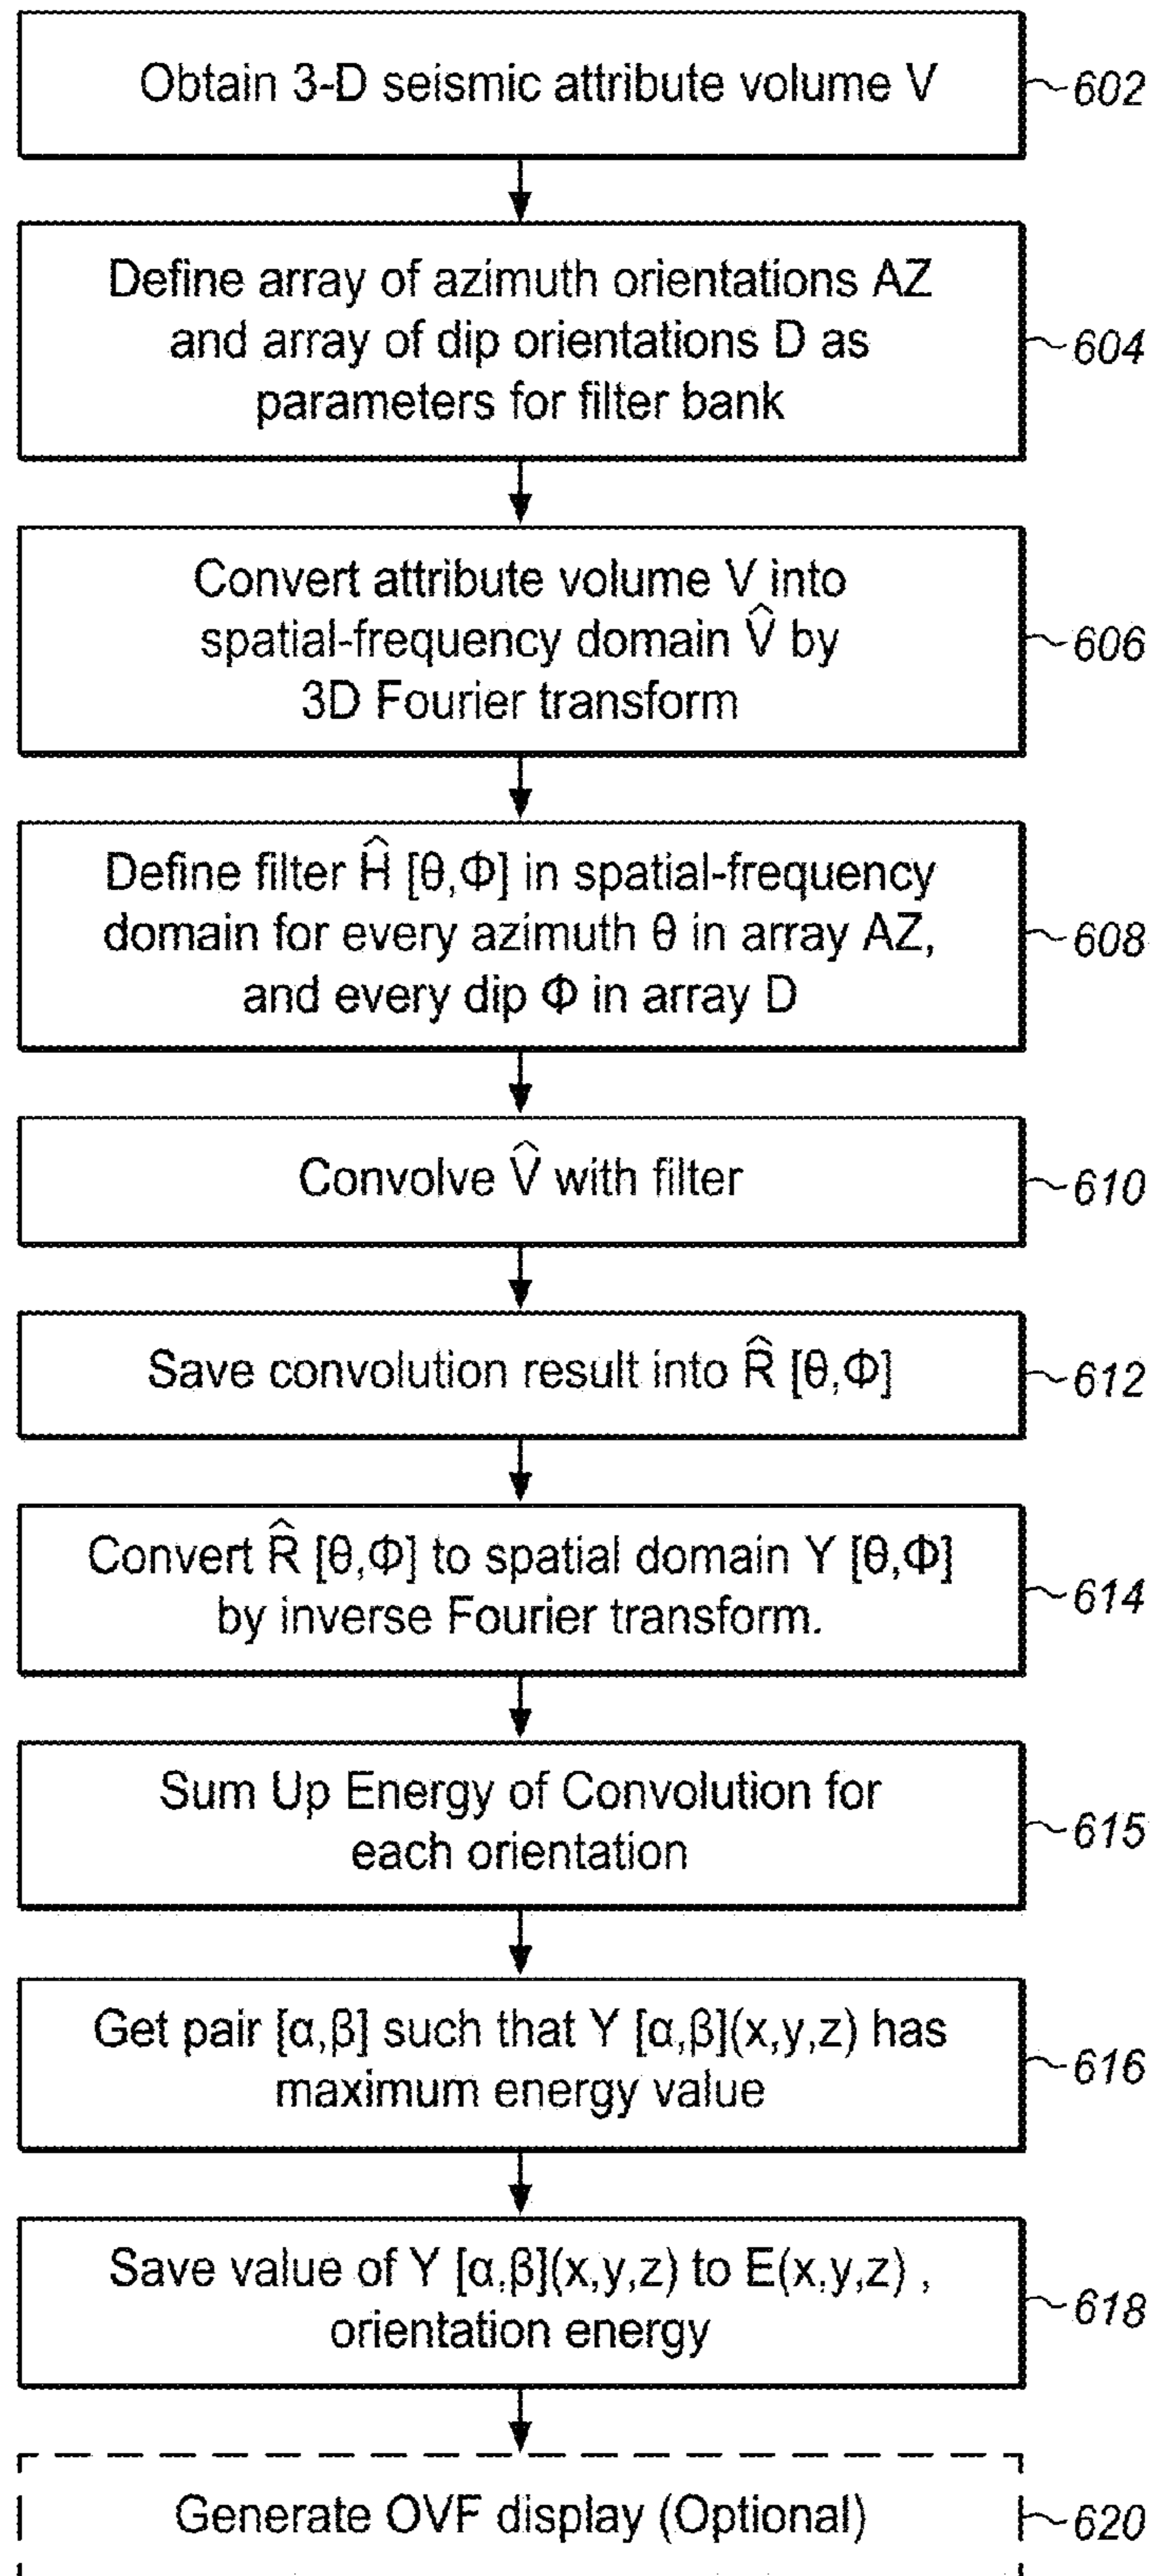 Obtain 3-D seismic attribute volume V
602
Define array of azimuth orientations AZ
and array of dip orientations D as
parameters for filter bank
604
Convert attribute volume V into
spatial-frequency domain V̂ by
3D Fourier transform
606
Define filter Ĥ [θ,Φ] in spatial-frequency
domain for every azimuth θ in array AZ,
and every dip Φ in array D
608
Convolve V̂ with filter
610
Save convolution result into R̂ [θ,Φ]
612
Convert R̂ [θ,Φ] to spatial domain Y [θ,Φ]
by inverse Fourier transform.
614
Sum Up Energy of Convolution for
each orientation
615
Get pair [α,β] such that Y [α,β](x,y,z) has
maximum energy value
616
Save value of Y [α,β](x,y,z) to E(x,y,z) ,
orientation energy
618
Generate OVF display (Optional)
620